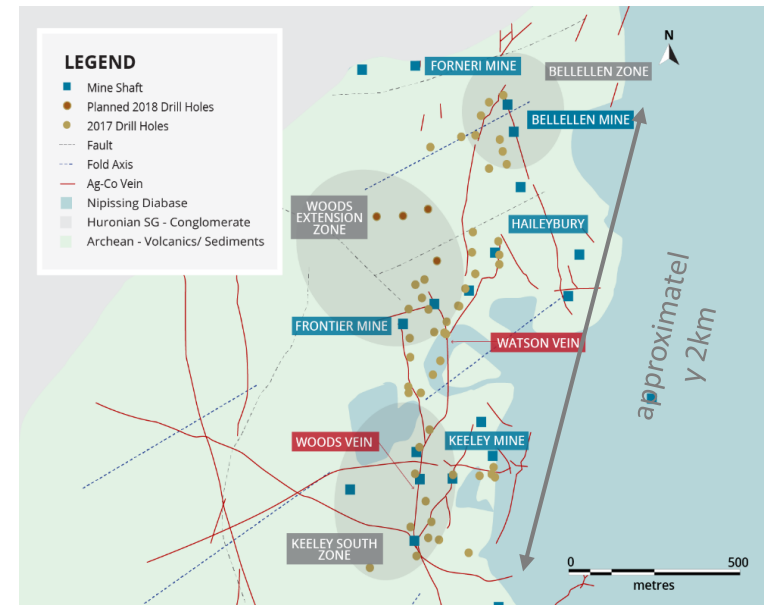 LEGEND
Mine Shaft
Planned 2018 Drill Holes
2017 Drill Holes
Fault
Fold Axis
Ag-Co Vein
Nipissing Diabase
Huronian SG - Conglomerate
Archean - Volcanics/ Sediments
FORNERI MINE
N
BELLELLEN ZONE
BELLELLEN MINE
WOODS
EXTENSION
ZONE
HAILEYBURY
FRONTIER MINE
WATSON VEIN
approximatel
y 2km
WOODS VEIN
KEELEY MINE
KEELEY SOUTH
ZONE
0 500
metres